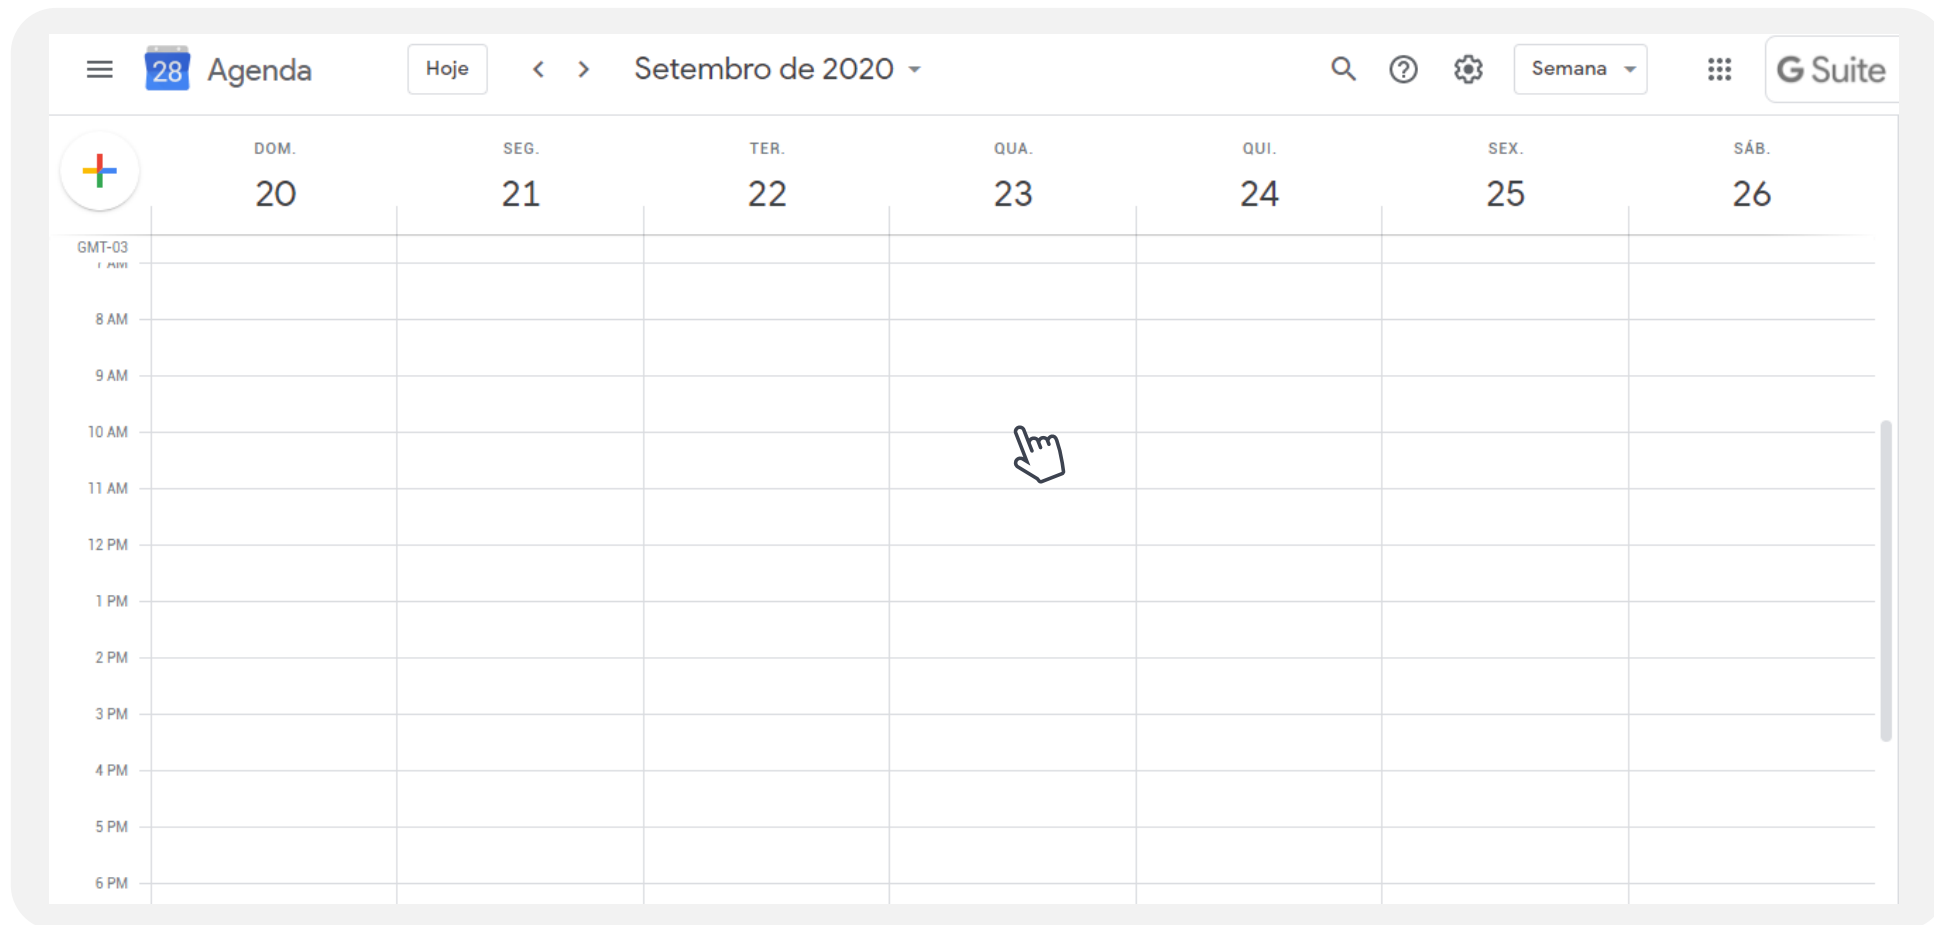 28 Agenda Hoje Setembro de 2020 Semana G Suite
DOM. SEG. TER. QUA. QUI. SEX. SÁB.
20 21 22 23 24 25 26
GMT-03
8 AM
9 AM
10 AM
11 AM
12 PM
1 PM
2 PM
3 PM
4 PM
5 PM
6 PM